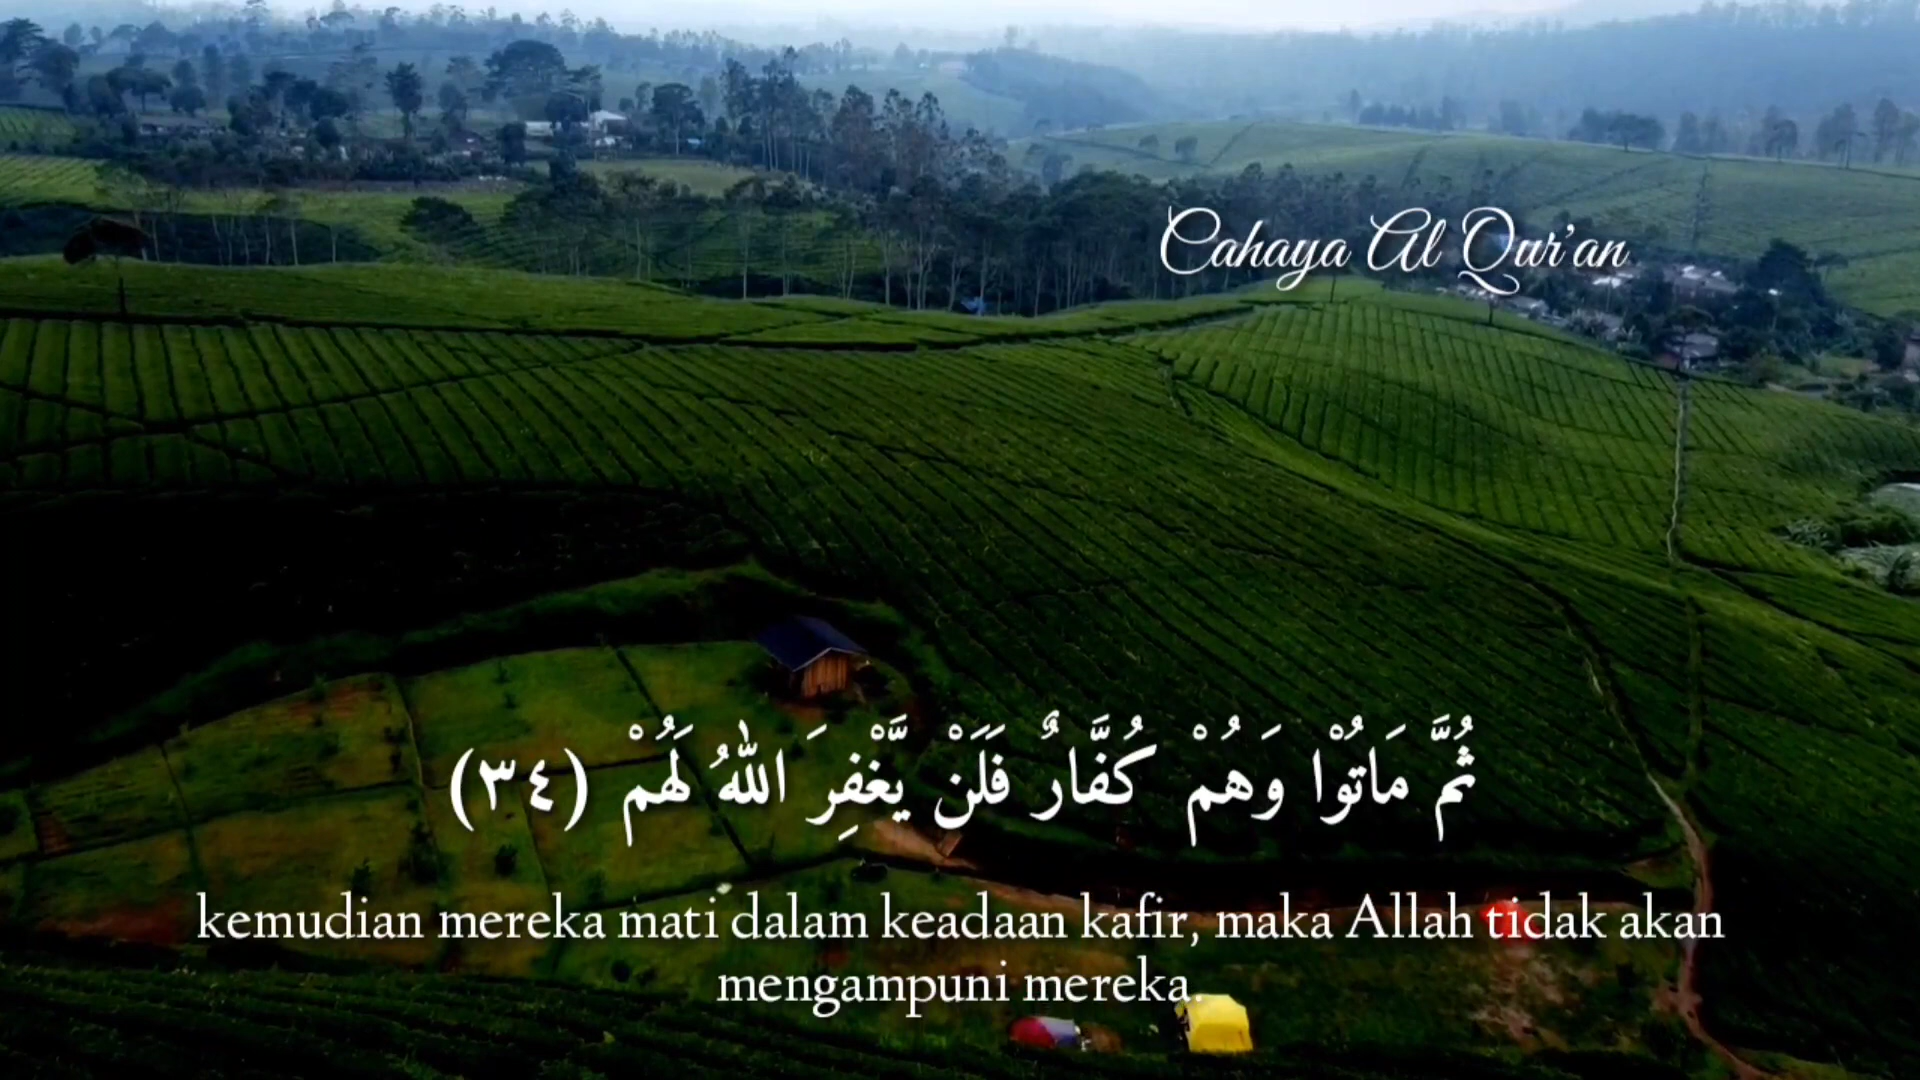 Cahaya Al Qur'an
ثُمَّ مَاتُوْا وَهُمْ كُفَّارٌ فَلَنْ يَّغْفِرَ اللّٰهُ لَهُمْ (٣٤)
kemudian mereka mati dalam keadaan kafir, maka Allah tidak akan
mengampuni mereka.